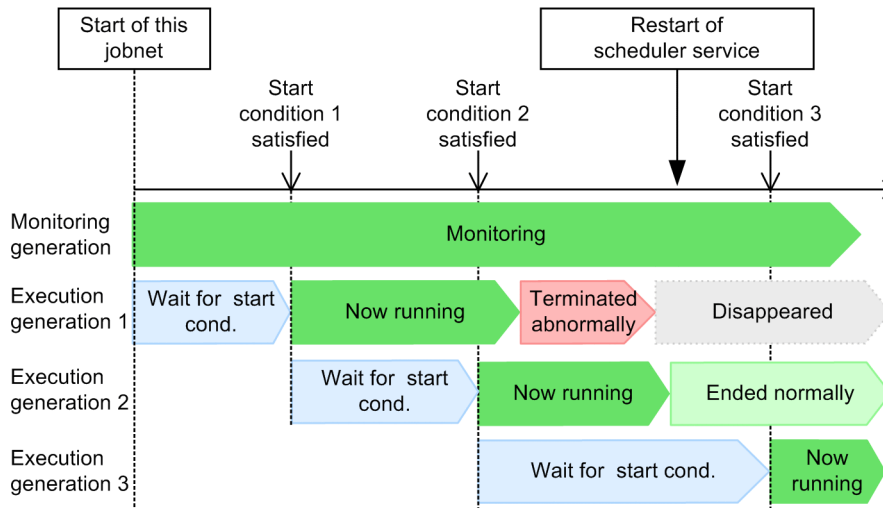 Start of this
jobnet
Restart of
scheduler service
Start
condition 1
satisfied
Start
condition 2
satisfied
Start
condition 3
satisfied
Monitoring
generation
Monitoring
Execution
generation 1
Wait for start
cond.
Now running
Terminated
abnormally
Disappeared
Execution
generation 2
Wait for start
cond.
Now running
Ended normally
Execution
generation 3
Wait for start cond.
Now
running